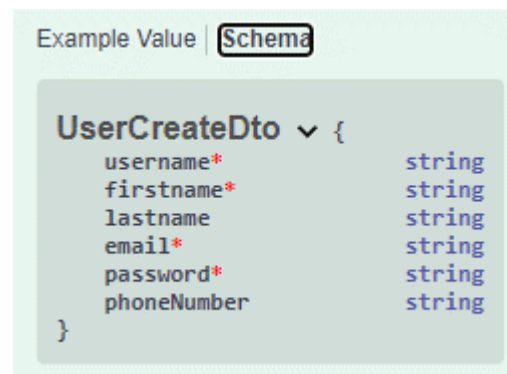 Example Value | Schema
UserCreateDto {
username* string
firstname* string
lastname string
email* string
password* string
phoneNumber string
}